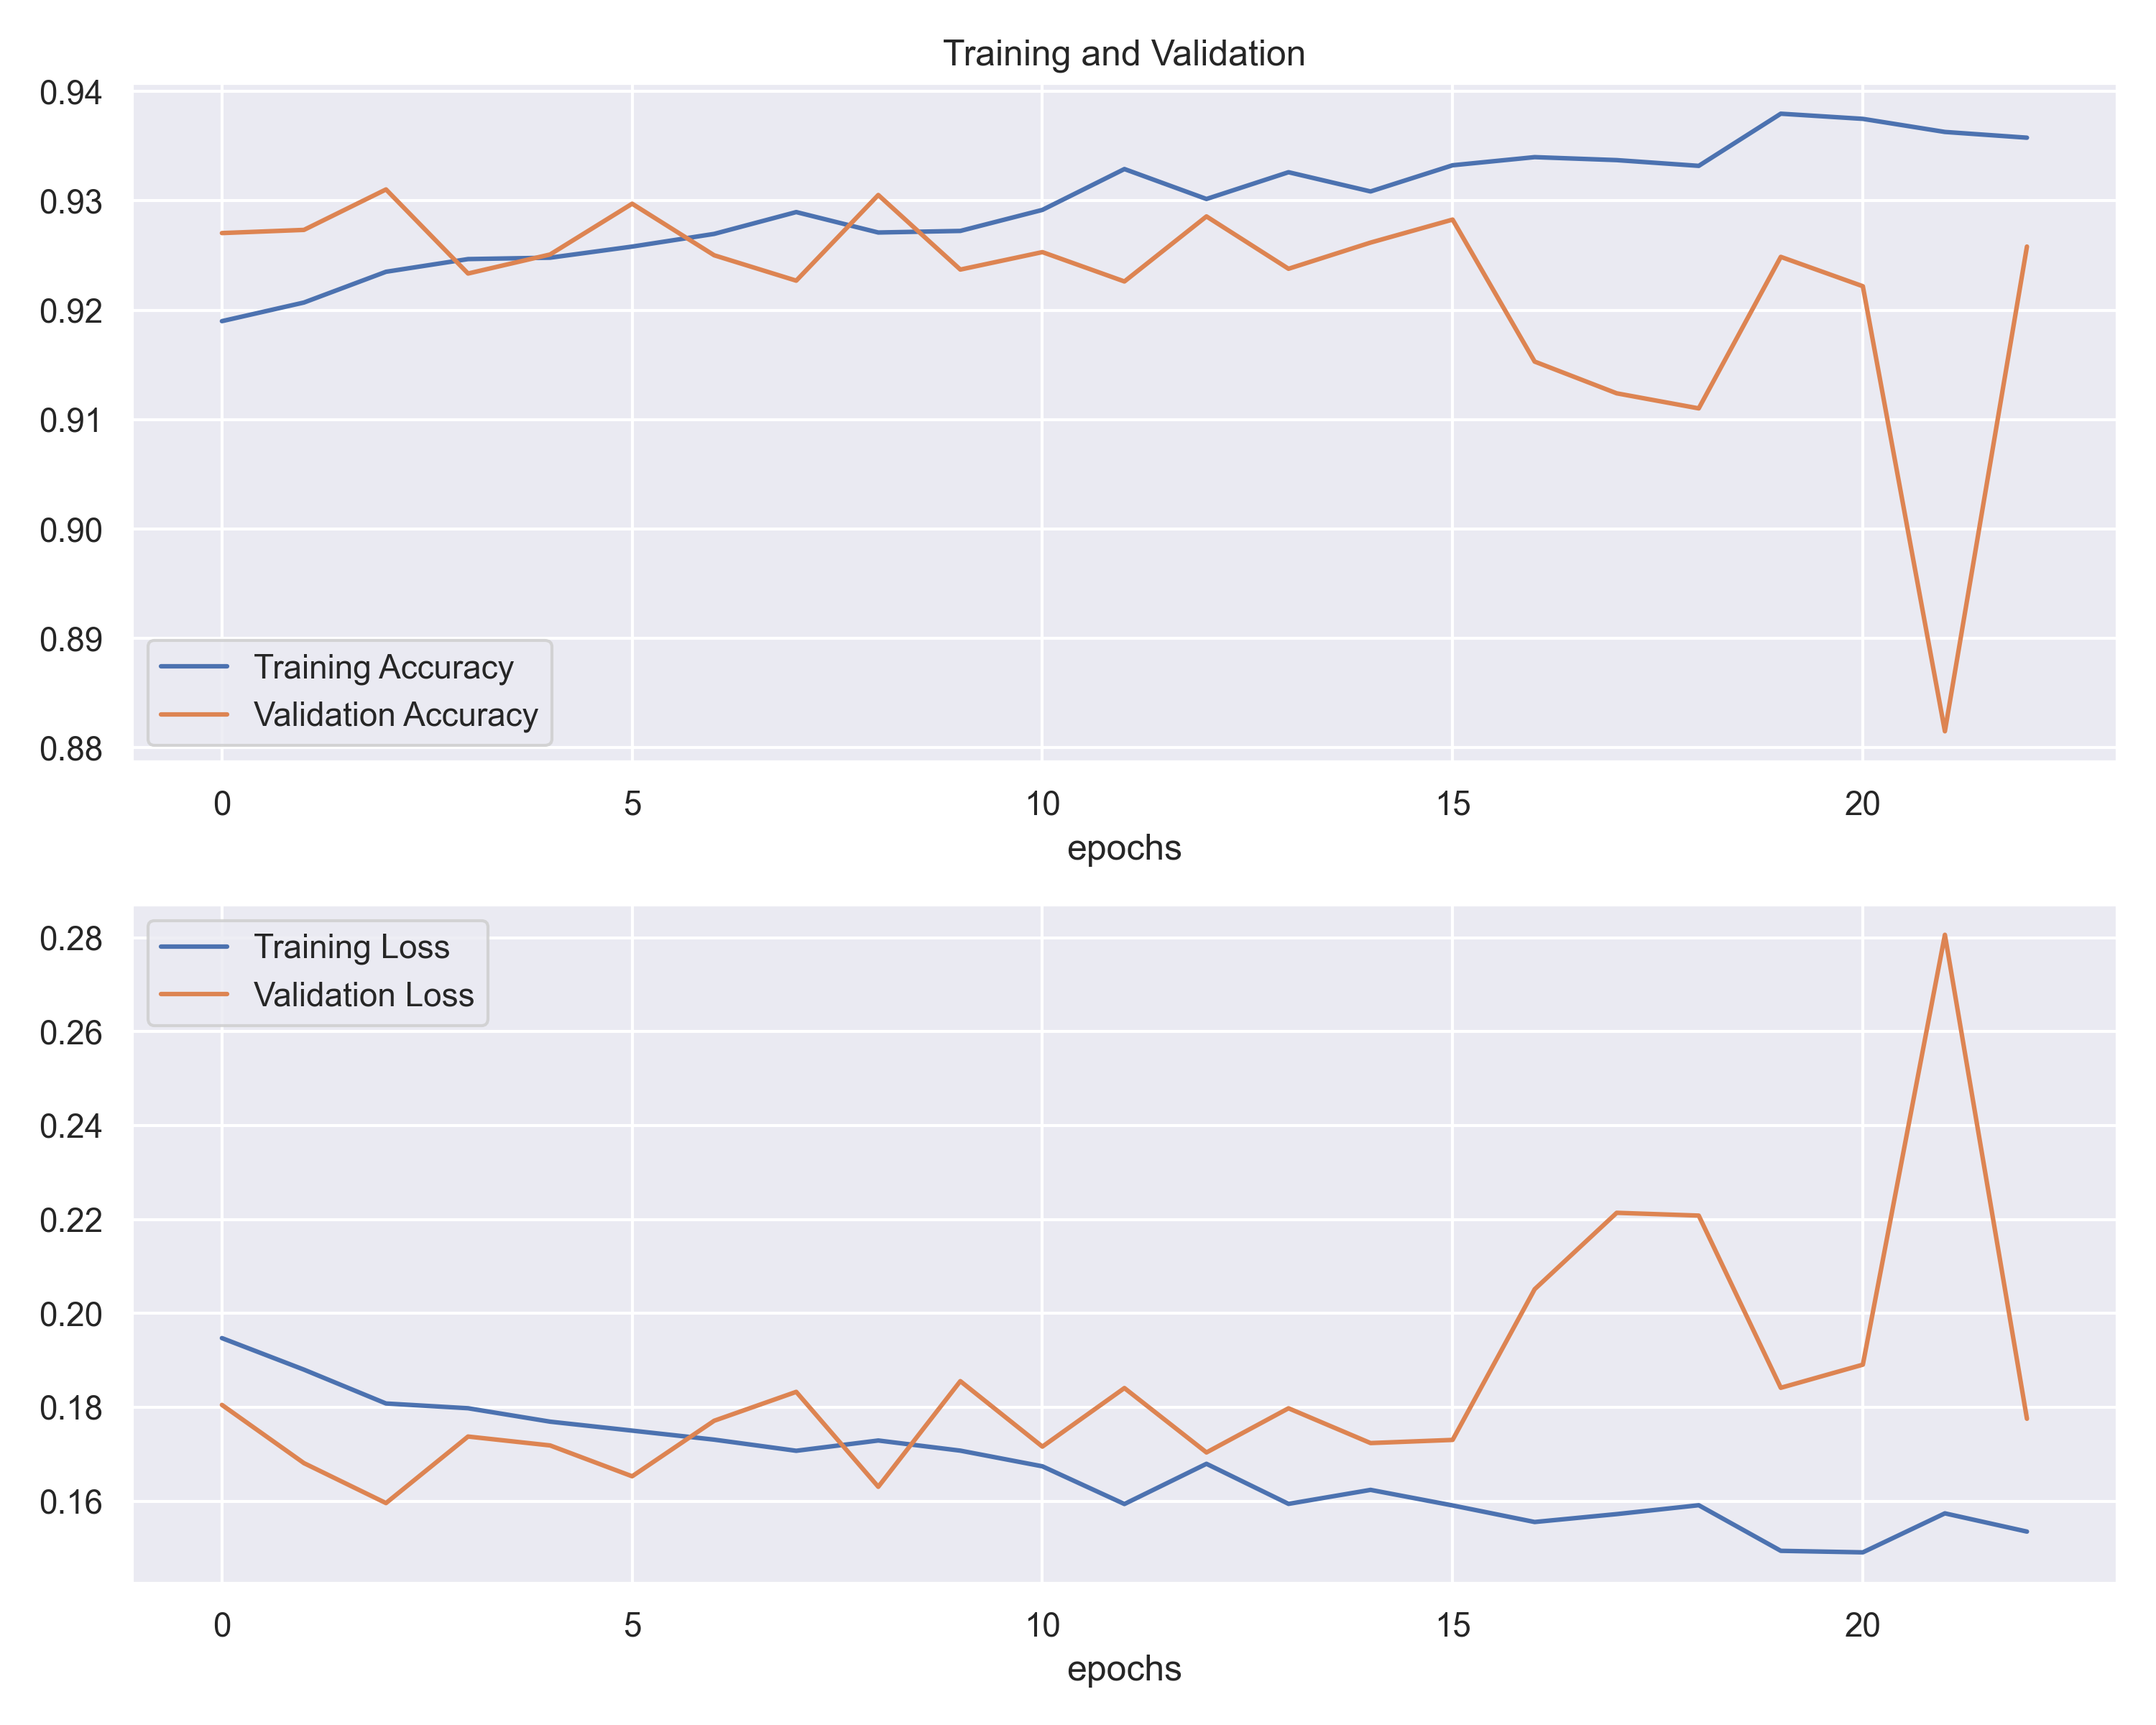 Training and Validation
0.94
0.93
0.92
0.91
0.90
0.89
0.88
Training Accuracy
Validation Accuracy
0 5 10 15 20
epochs
0.28
0.26
0.24
0.22
0.20
0.18
0.16
Training Loss
Validation Loss
0 5 10 15 20
epochs